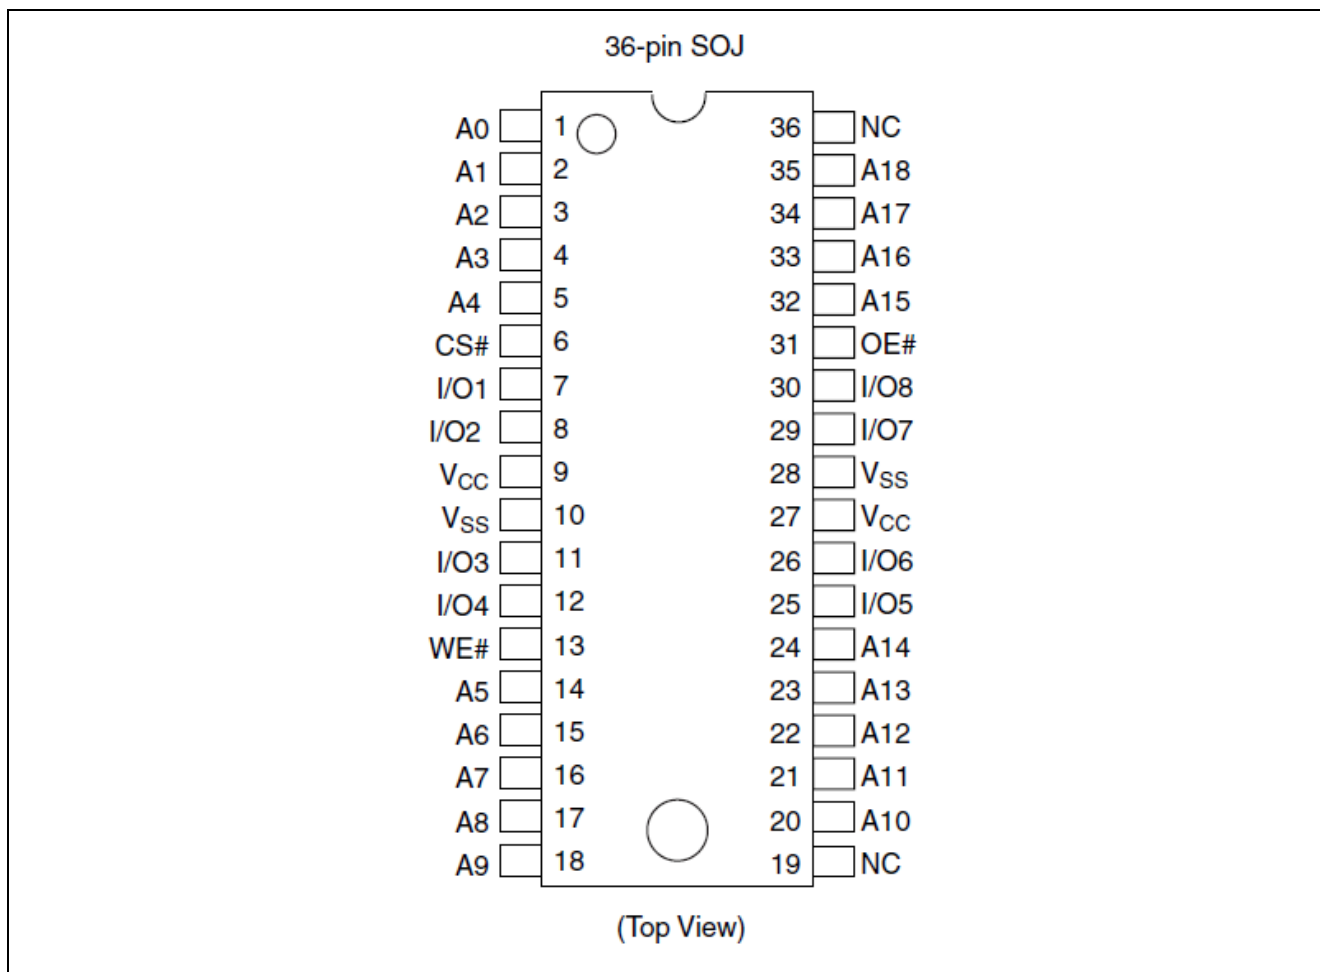 36-pin SOJ
A0 1 36 NC
A1 2 35 A18
A2 3 34 A17
A3 4 33 A16
A4 5 32 A15
CS# 6 31 OE#
I/O1 7 30 I/O8
I/O2 8 29 I/O7
VCC 9 28 VSS
VSS 10 27 VCC
I/O3 11 26 I/O6
I/O4 12 25 I/O5
WE# 13 24 A14
A5 14 23 A13
A6 15 22 A12
A7 16 21 A11
A8 17 20 A10
A9 18 19 NC
(Top View)